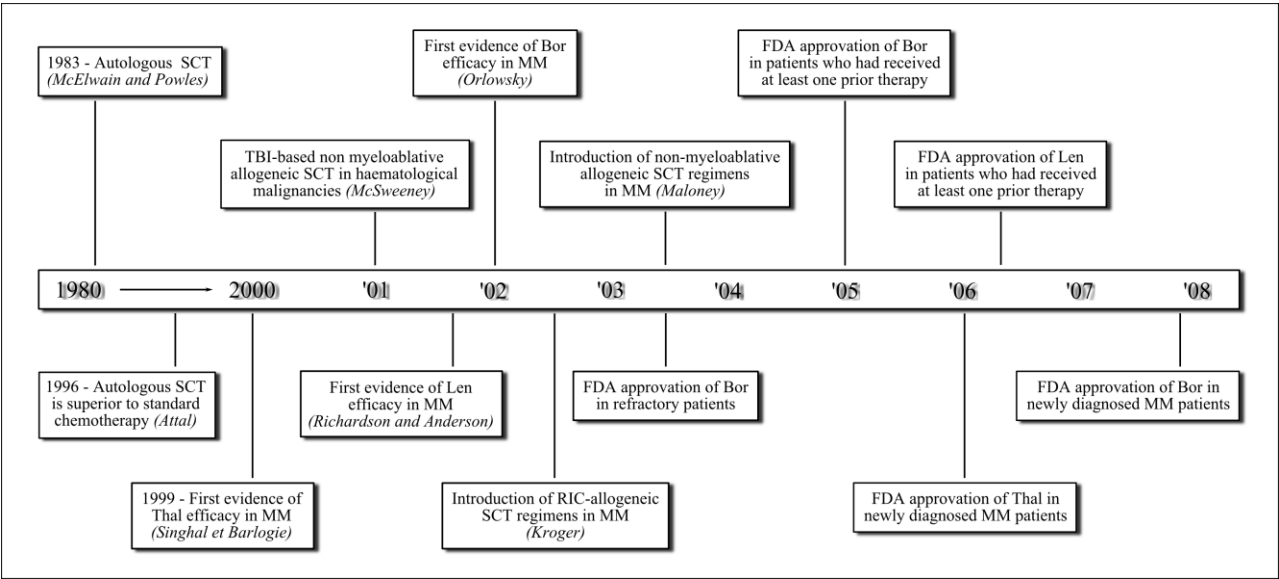 1983 - Autologous SCT
(McElwain and Powles)
First evidence of Bor
efficacy in MM
(Orlowsky)
FDA approvation of Bor
in patients who had received
at least one prior therapy
TBI-based non myeloablative
allogeneic SCT in haematological
malignancies (McSweeney)
Introduction of non-myeloablative
allogeneic SCT regimens
in MM (Maloney)
FDA approvation of Len
in patients who had received
at least one prior therapy
1980 2000 '01 '02 '03 '04 '05 '06 '07 '08
1996 - Autologous SCT
is superior to standard
chemotherapy (Attal)
First evidence of Len
efficacy in MM
(Richardson and Anderson)
FDA approvation of Bor
in refractory patients
FDA approvation of Bor in
newly diagnosed MM patients
1999 - First evidence of
Thal efficacy in MM
(Singhal et Barlogie)
Introduction of RIC-allogeneic
SCT regimens in MM
(Kroger)
FDA approvation of Thal in
newly diagnosed MM patients